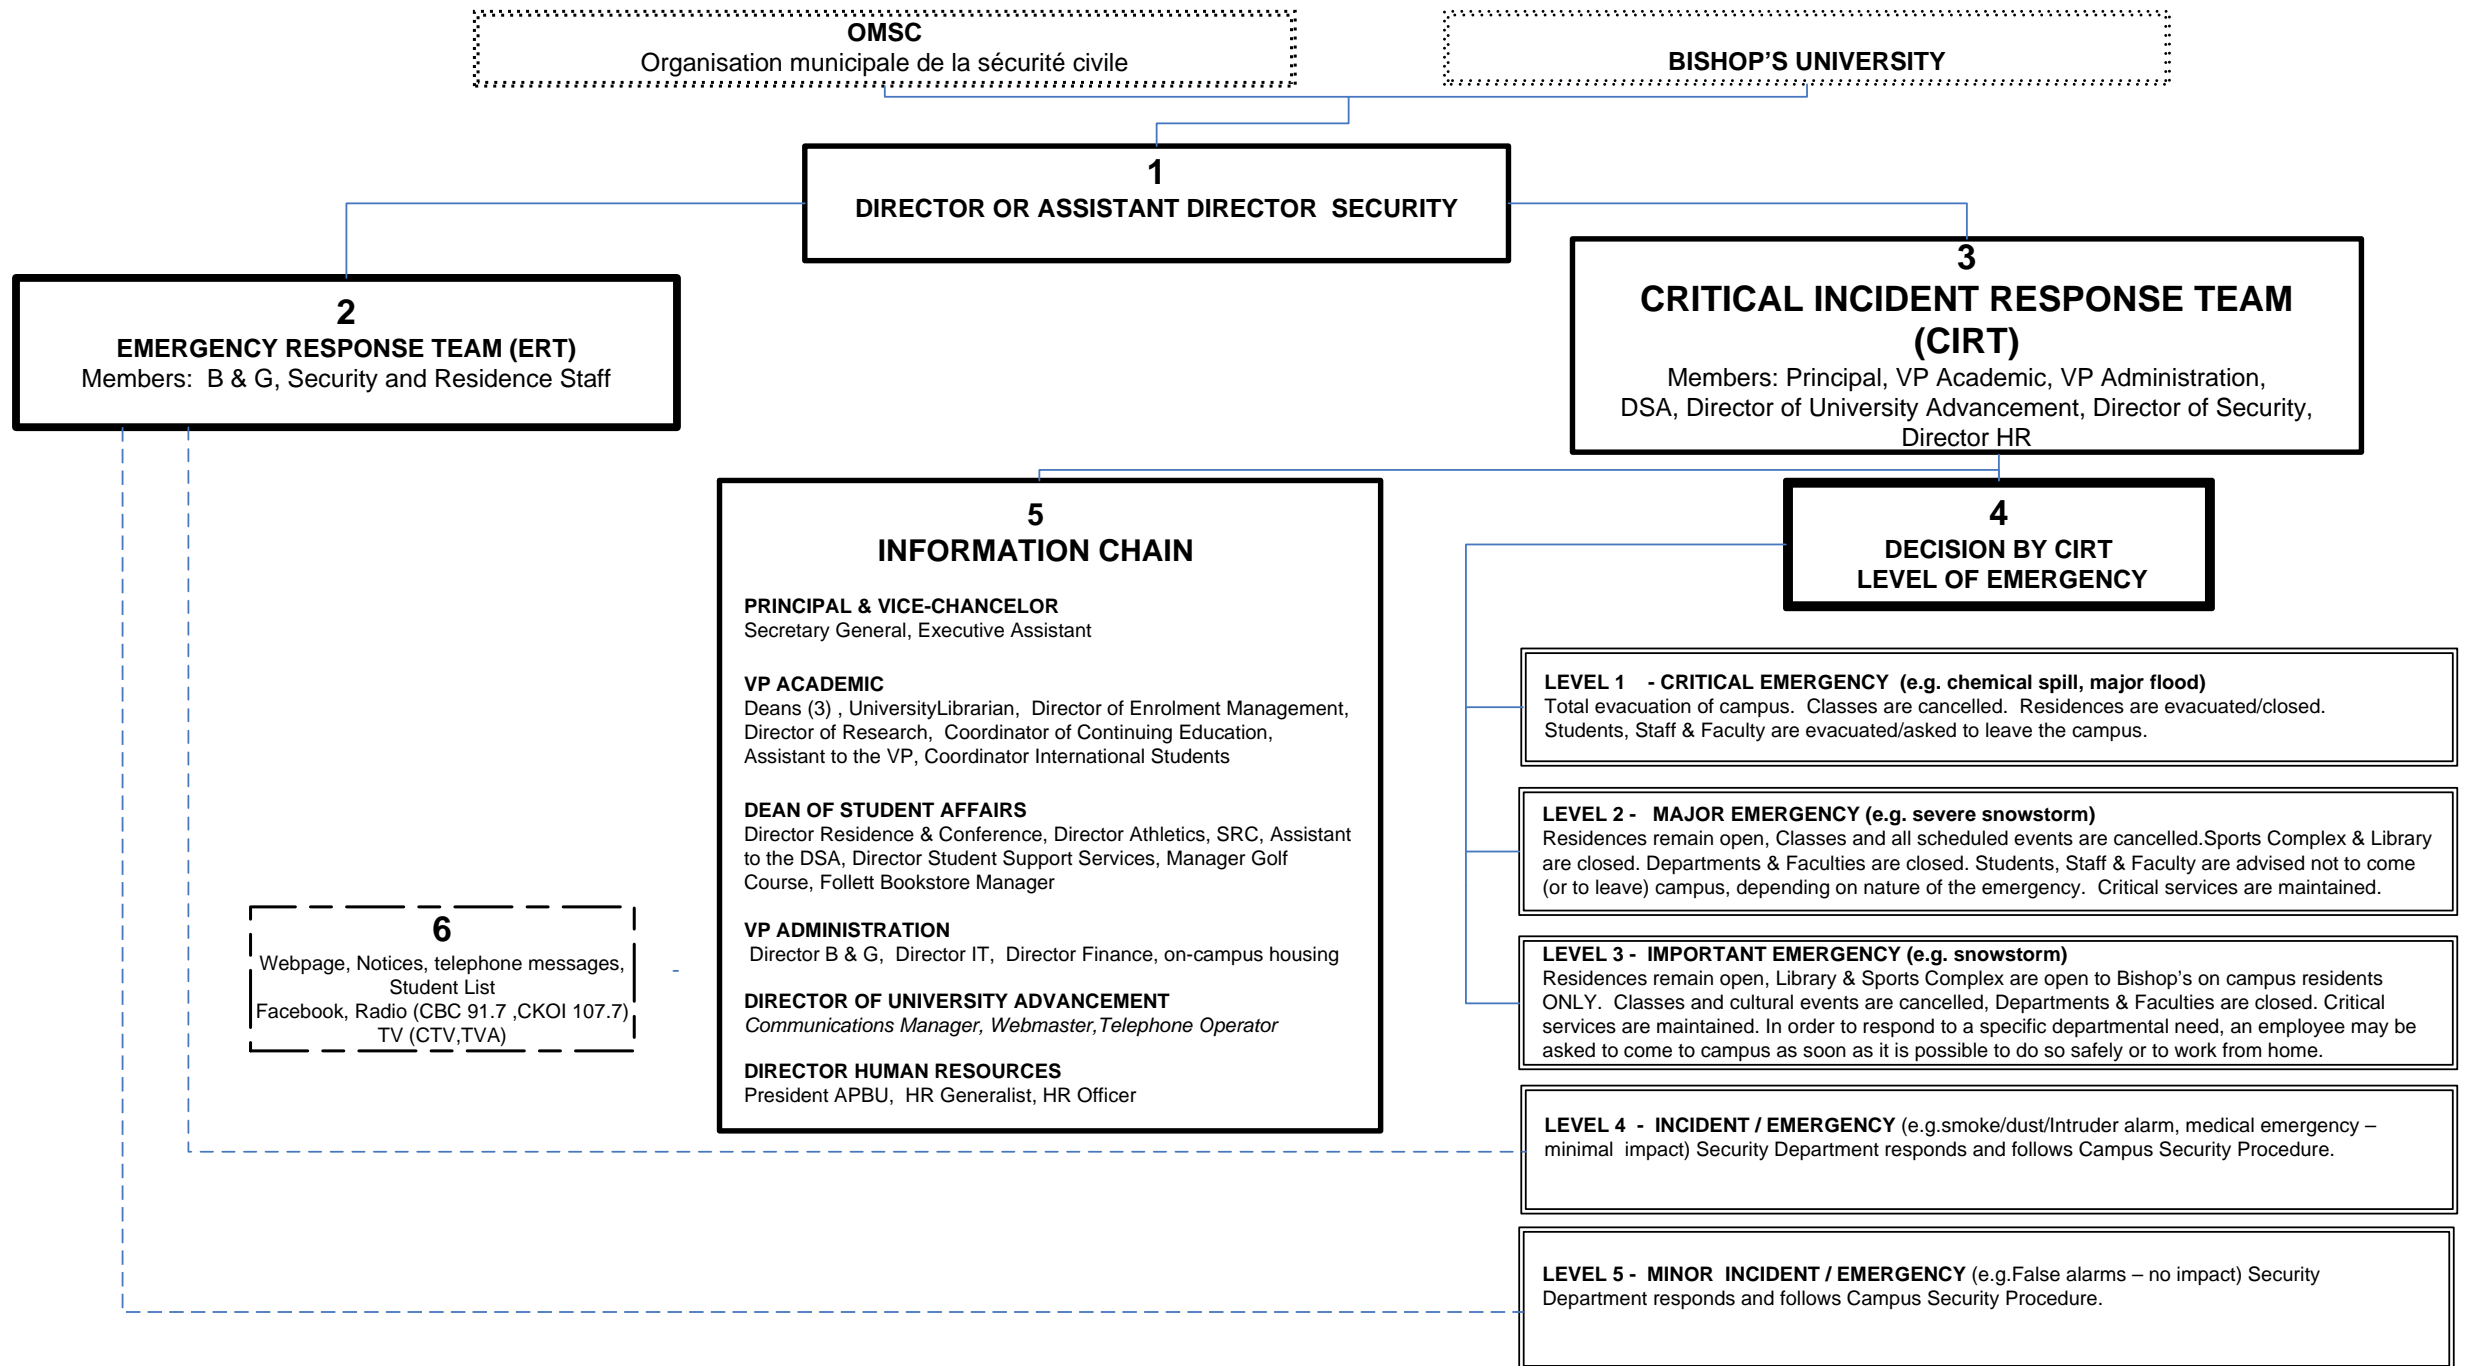 OMSC
Organisation municipale de la sécurité civile
BISHOP'S UNIVERSITY
1
DIRECTOR OR ASSISTANT DIRECTOR  SECURITY
2
EMERGENCY RESPONSE TEAM (ERT)
Members:  B & G, Security and Residence Staff
3
CRITICAL INCIDENT RESPONSE TEAM
(CIRT)
Members: Principal, VP Academic, VP Administration,
DSA, Director of University Advancement, Director of Security,
Director HR
4
DECISION BY CIRT
LEVEL OF EMERGENCY
5
INFORMATION CHAIN
PRINCIPAL & VICE-CHANCELOR
Secretary General, Executive Assistant
VP ACADEMIC
Deans (3) , UniversityLibrarian,  Director of Enrolment Management,
Director of Research,  Coordinator of Continuing Education,
Assistant to the VP, Coordinator International Students
DEAN OF STUDENT AFFAIRS
Director Residence & Conference, Director Athletics, SRC, Assistant
to the DSA, Director Student Support Services, Manager Golf
Course, Follett Bookstore Manager
VP ADMINISTRATION
Director B & G,  Director IT,  Director Finance, on-campus housing
DIRECTOR OF UNIVERSITY ADVANCEMENT
Communications Manager, Webmaster,Telephone Operator
DIRECTOR HUMAN RESOURCES
President APBU,  HR Generalist, HR Officer
6
Webpage, Notices, telephone messages,
Student List
Facebook, Radio (CBC 91.7 ,CKOI 107.7)
TV (CTV,TVA)
LEVEL 1    - CRITICAL EMERGENCY  (e.g. chemical spill, major flood)
Total evacuation of campus.  Classes are cancelled.  Residences are evacuated/closed.
Students, Staff & Faculty are evacuated/asked to leave the campus.
LEVEL 2 -   MAJOR EMERGENCY (e.g. severe snowstorm)
Residences remain open, Classes and all scheduled events are cancelled.Sports Complex & Library
are closed. Departments & Faculties are closed. Students, Staff & Faculty are advised not to come
(or to leave) campus, depending on nature of the emergency.  Critical services are maintained.
LEVEL 3 -  IMPORTANT EMERGENCY (e.g. snowstorm)
Residences remain open, Library & Sports Complex are open to Bishop's on campus residents
ONLY.  Classes and cultural events are cancelled, Departments & Faculties are closed. Critical
services are maintained. In order to respond to a specific departmental need, an employee may be
asked to come to campus as soon as it is possible to do so safely or to work from home.
LEVEL 4  -  INCIDENT / EMERGENCY (e.g.smoke/dust/Intruder alarm, medical emergency –
minimal  impact) Security Department responds and follows Campus Security Procedure.
LEVEL 5 -  MINOR  INCIDENT / EMERGENCY (e.g.False alarms – no impact) Security
Department responds and follows Campus Security Procedure.